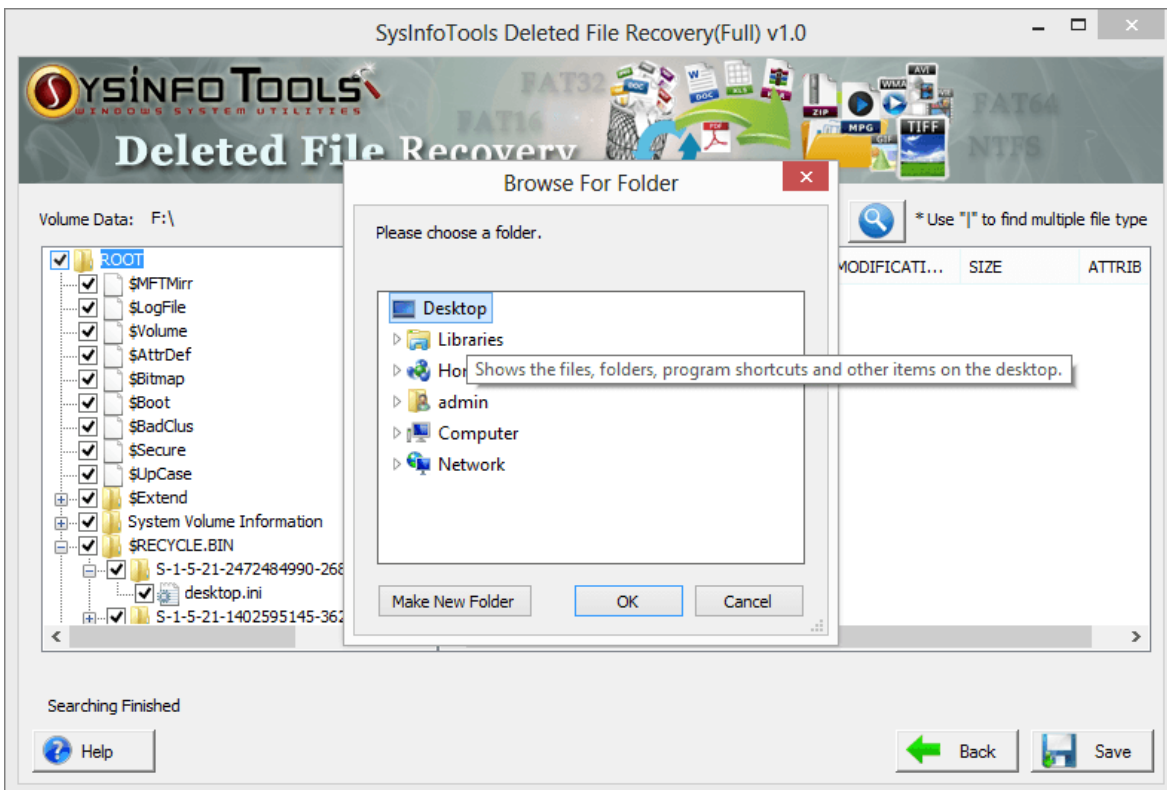 SysInfoTools Deleted File Recovery(Full) v1.0
SYSINFOTOOLS
WINDOWS SYSTEM UTILITIES
Deleted File Recovery
FAT32
FAT16
FAT64
NTFS
DOC
DOC
XLS
PDF
ZIP
WMA
AVI
MPG
GIF
TIFF
Volume Data: F:\
* Use "|" to find multiple file type
ROOT
$MFTMirr
$LogFile
$Volume
$AttrDef
$Bitmap
$Boot
$BadClus
$Secure
$UpCase
$Extend
System Volume Information
$RECYCLE.BIN
S-1-5-21-2472484990-268
desktop.ini
S-1-5-21-1402595145-362
MODIFICATI... SIZE ATTRIB
Browse For Folder
Please choose a folder.
Desktop
Libraries
Hor
Shows the files, folders, program shortcuts and other items on the desktop.
admin
Computer
Network
Make New Folder OK Cancel
Searching Finished
Help Back Save